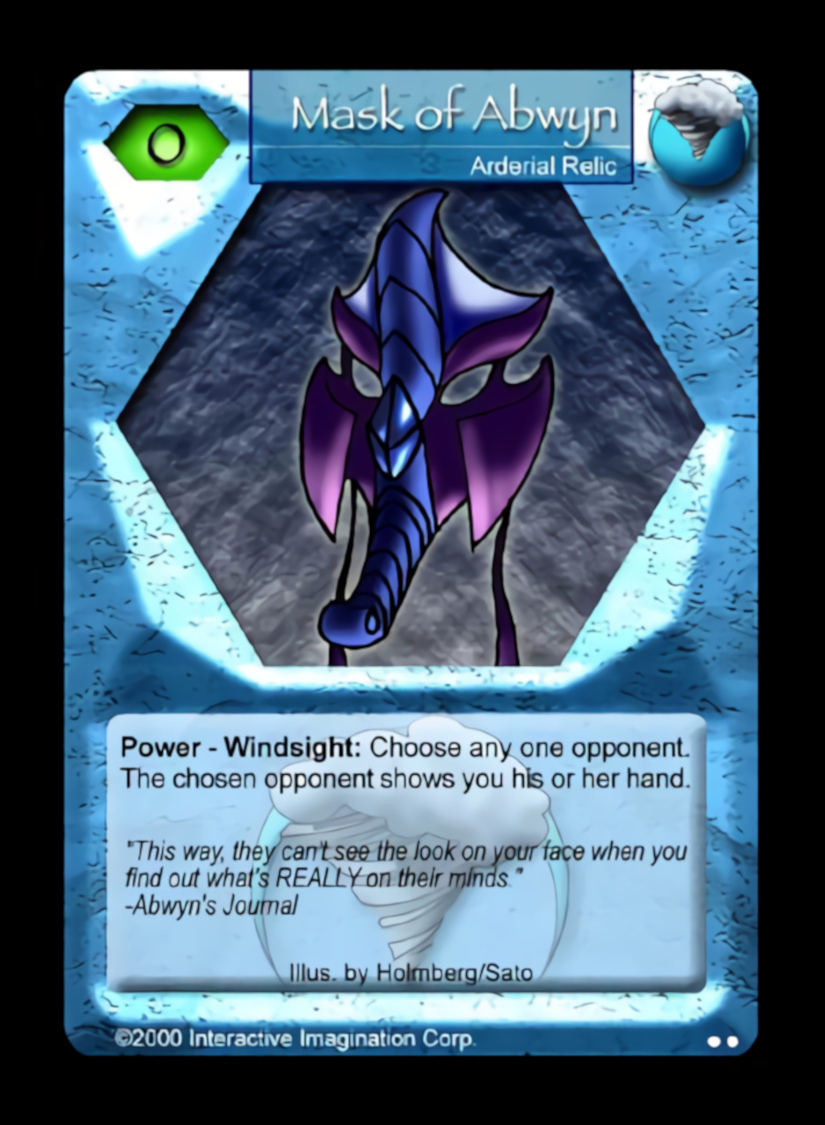 0
Mask of Abwyn
Arderial Relic
Power - Windsight: Choose any one opponent.
The chosen opponent shows you his or her hand.
"This way, they can't see the look on your face when you
find out what's REALLY on their minds."
-Abwyn's Journal
Illus. by Holmberg/Sato
©2000 Interactive Imagination Corp.